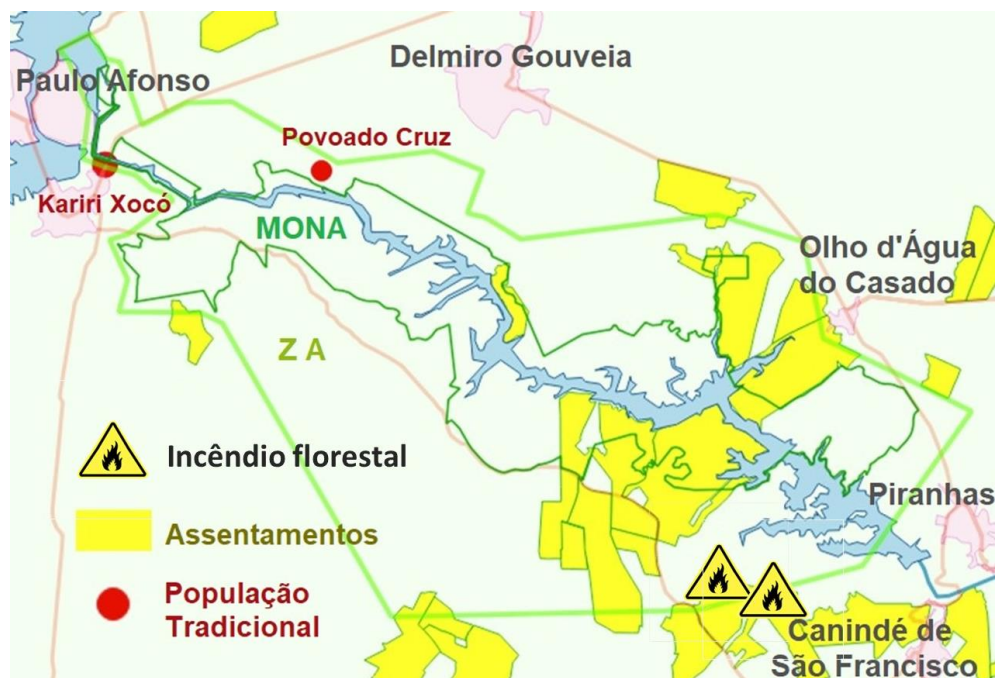 Delmiro Gouveia
Paulo Afonso
Povoado Cruz
Kariri Xocó
MONA
Olho d'Água
do Casado
Z A
Incêndio florestal
Piranhas
Assentamentos
População
Tradicional
Canindé de
São Francisco